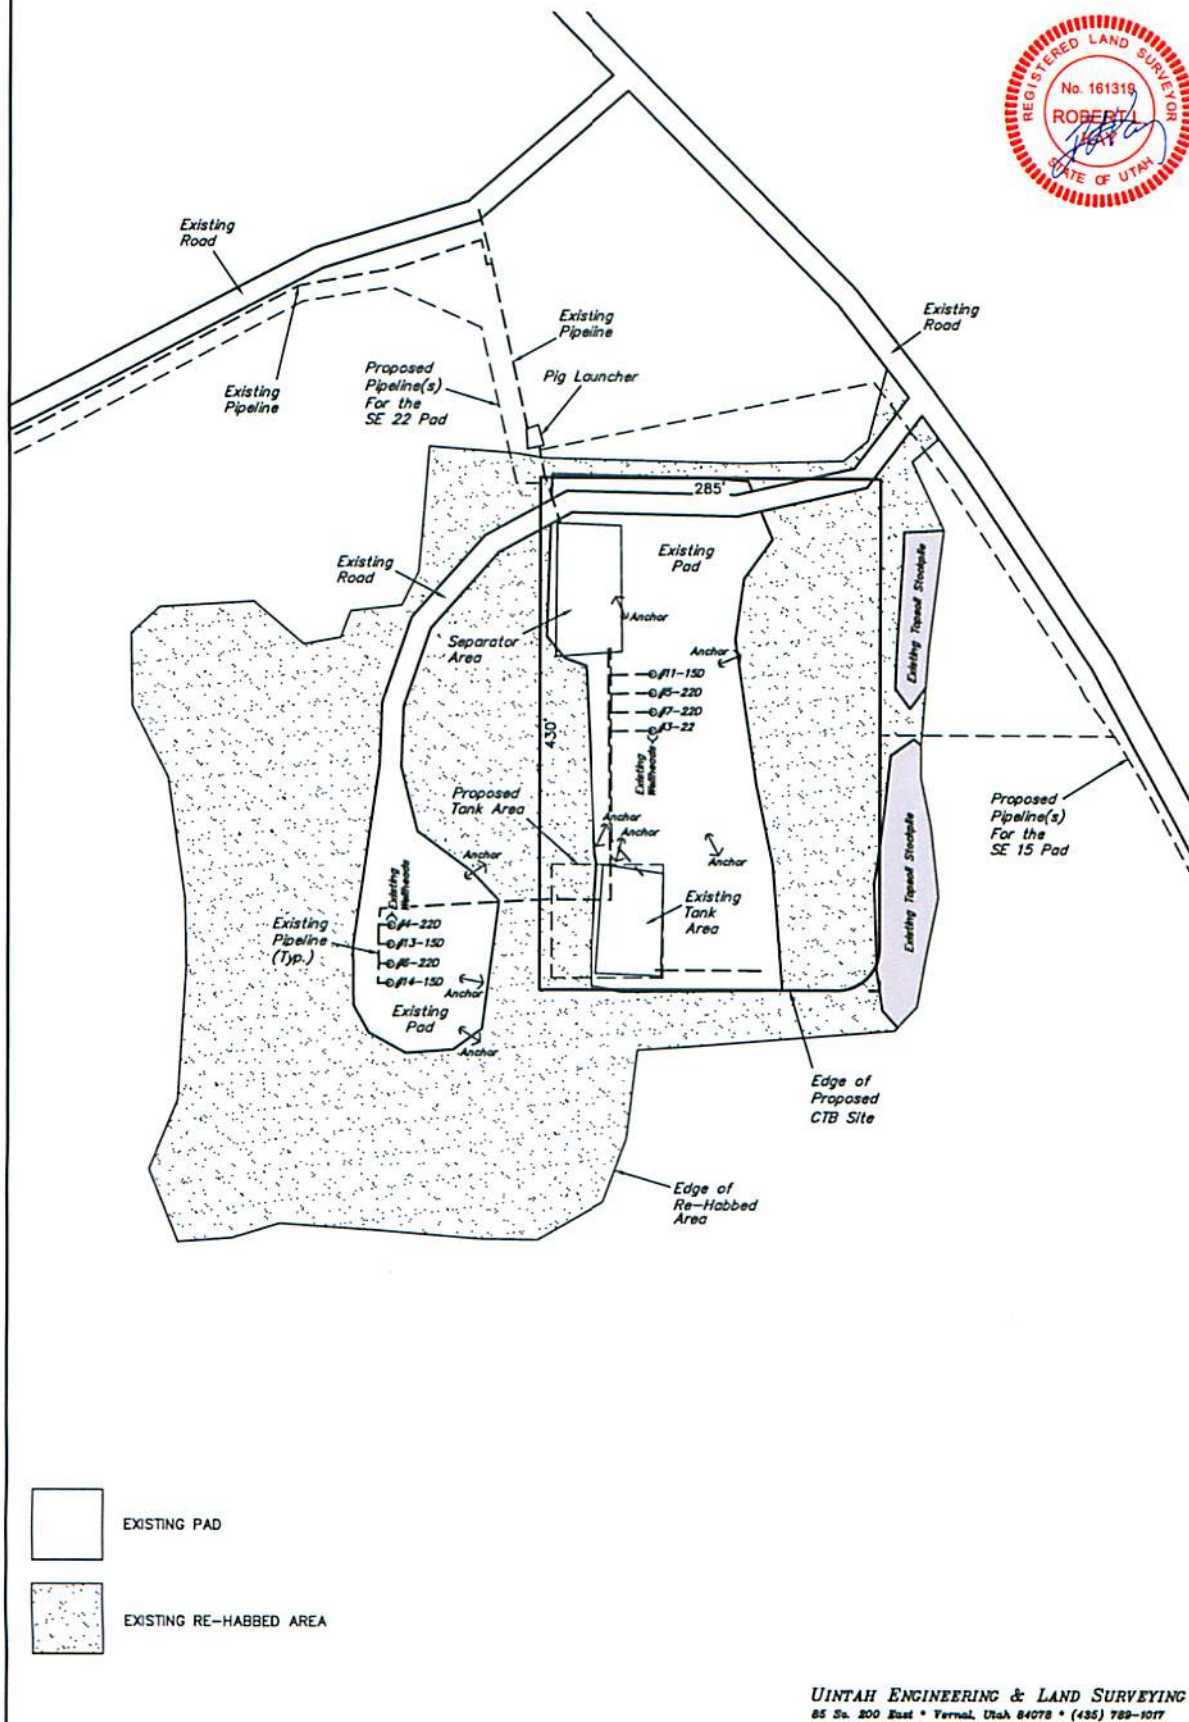 REGISTERED LAND SURVEYOR
No. 161319
ROBERT L.
STATE OF UTAH
Existing
Road
Existing
Pipeline
Existing
Road
Proposed
Pipeline(s)
For the
SE 22 Pad
Pig Launcher
Existing
Pipeline
285'
Existing
Pad
Existing
Road
Existing Topsoil Stockpile
Anchor
Separator
Area
Anchor
#11-15D
#5-22D
#7-22D
#3-22
430'
Existing
Wellheads
Proposed
Tank Area
Proposed
Pipeline(s)
For the
SE 15 Pad
Anchor
Anchor
Anchor
Anchor
Existing
Wellheads
Existing
Tank
Area
Existing Topsoil Stockpile
Existing
Pipeline
(Typ.)
#4-22D
#13-15D
#6-22D
#14-15D
Anchor
Existing
Pad
Anchor
Edge of
Proposed
CTB Site
Edge of
Re-Habbed
Area
EXISTING PAD
EXISTING RE-HABBED AREA
UINTAH ENGINEERING & LAND SURVEYING
85 So. 200 East * Vernal, Utah 84078 * (435) 789-1017